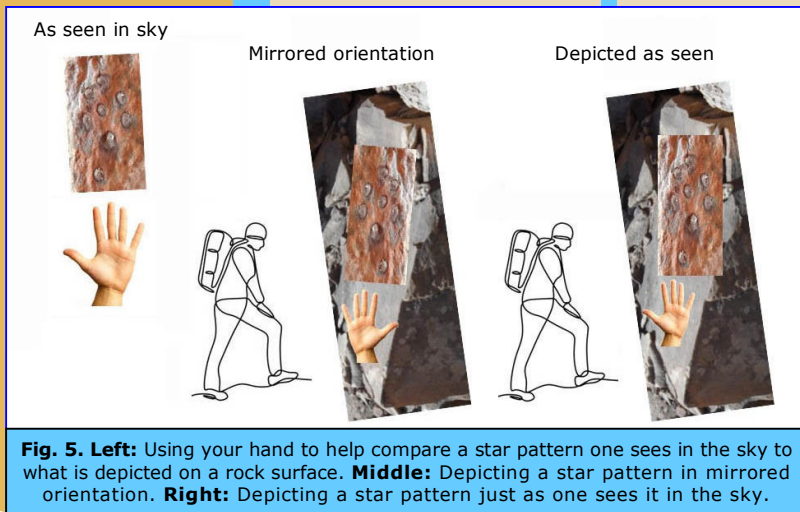 As seen in sky
Mirrored orientation
Depicted as seen
Fig. 5. Left: Using your hand to help compare a star pattern one sees in the sky to
what is depicted on a rock surface. Middle: Depicting a star pattern in mirrored
orientation. Right: Depicting a star pattern just as one sees it in the sky.